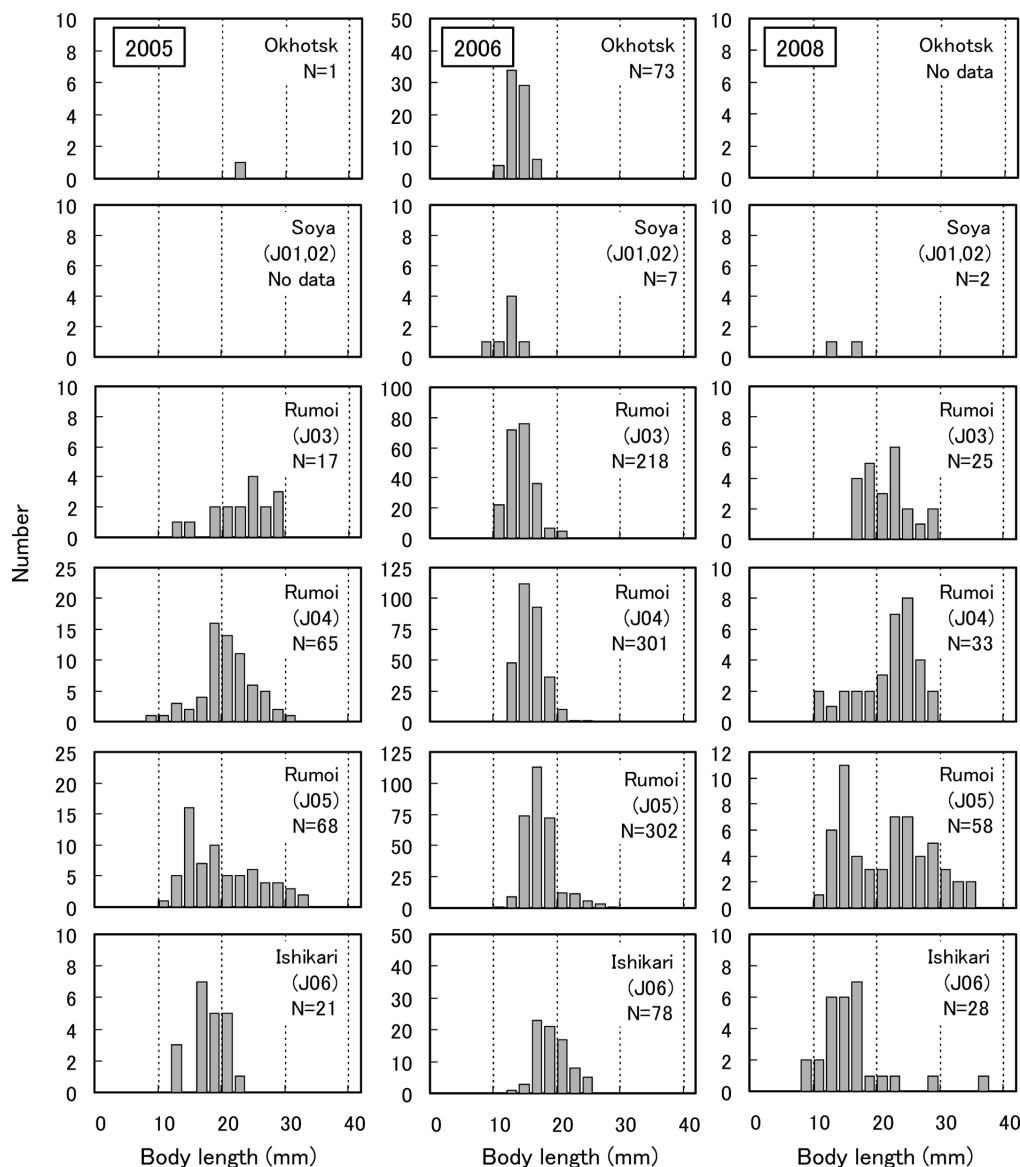 2005
Okhotsk
N=1
10
8
6
4
2
0
2006
Okhotsk
N=73
50
40
30
20
10
0
2008
Okhotsk
No data
10
8
6
4
2
0
Soya
(J01,02)
No data
10
8
6
4
2
0
Soya
(J01,02)
N=7
10
8
6
4
2
0
Soya
(J01,02)
N=2
10
8
6
4
2
0
Number
Rumoi
(J03)
N=17
10
8
6
4
2
0
Rumoi
(J03)
N=218
100
80
60
40
20
0
Rumoi
(J03)
N=25
10
8
6
4
2
0
Rumoi
(J04)
N=65
25
20
15
10
5
0
Rumoi
(J04)
N=301
125
100
75
50
25
0
Rumoi
(J04)
N=33
10
8
6
4
2
0
Rumoi
(J05)
N=68
25
20
15
10
5
0
Rumoi
(J05)
N=302
125
100
75
50
25
0
Rumoi
(J05)
N=58
12
10
8
6
4
2
0
Ishikari
(J06)
N=21
10
8
6
4
2
0
Ishikari
(J06)
N=78
50
40
30
20
10
0
Ishikari
(J06)
N=28
10
8
6
4
2
0
0 10 20 30 40
Body length (mm)
0 10 20 30 40
Body length (mm)
0 10 20 30 40
Body length (mm)